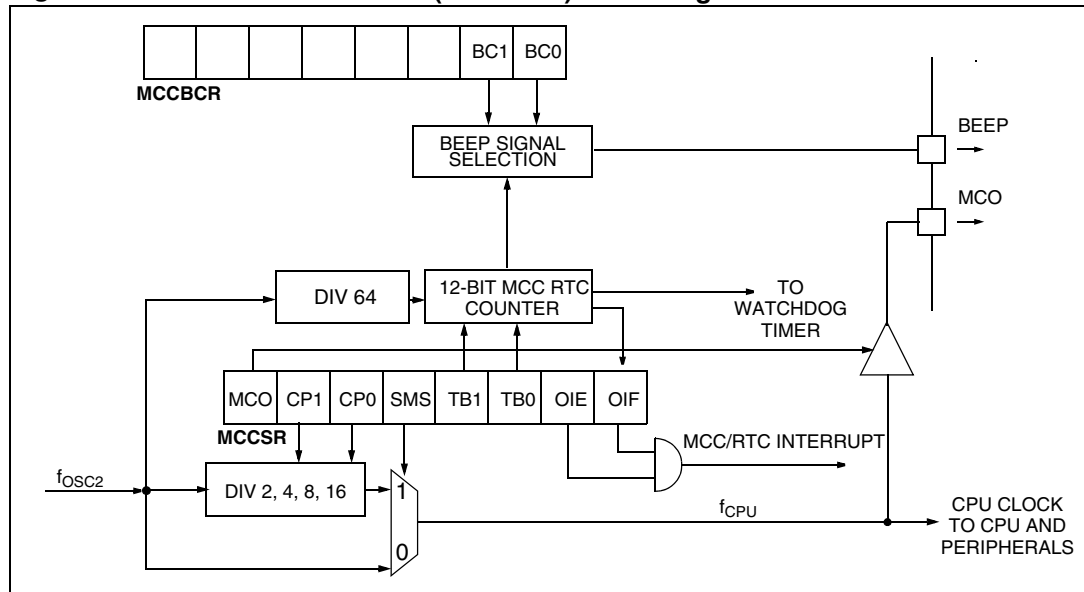 BC1 BC0
MCCBCR
BEEP SIGNAL
SELECTION
BEEP
MCO
DIV 64
12-BIT MCC RTC
COUNTER
TO
WATCHDOG
TIMER
MCO CP1 CP0 SMS TB1 TB0 OIE OIF
MCCSR
MCC/RTC INTERRUPT
fOSC2
DIV 2, 4, 8, 16
1
0
fCPU
CPU CLOCK
TO CPU AND
PERIPHERALS